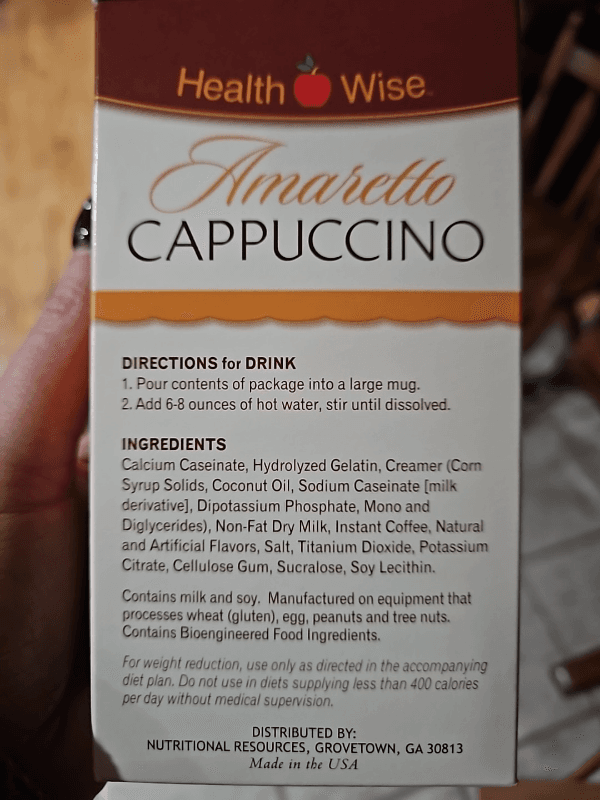 Health Wise
Amaretto
CAPPUCCINO
DIRECTIONS for DRINK
1. Pour contents of package into a large mug.
2. Add 6-8 ounces of hot water, stir until dissolved.
INGREDIENTS
Calcium Caseinate, Hydrolyzed Gelatin, Creamer (Corn
Syrup Solids, Coconut Oil, Sodium Caseinate [milk
derivative], Dipotassium Phosphate, Mono and
Diglycerides), Non-Fat Dry Milk, Instant Coffee, Natural
and Artificial Flavors, Salt, Titanium Dioxide, Potassium
Citrate, Cellulose Gum, Sucralose, Soy Lecithin.
Contains milk and soy. Manufactured on equipment that
processes wheat (gluten), egg, peanuts and tree nuts.
Contains Bioengineered Food Ingredients.
For weight reduction, use only as directed in the accompanying
diet plan. Do not use in diets supplying less than 400 calories
per day without medical supervision.
DISTRIBUTED BY:
NUTRITIONAL RESOURCES, GROVETOWN, GA 30813
Made in the USA